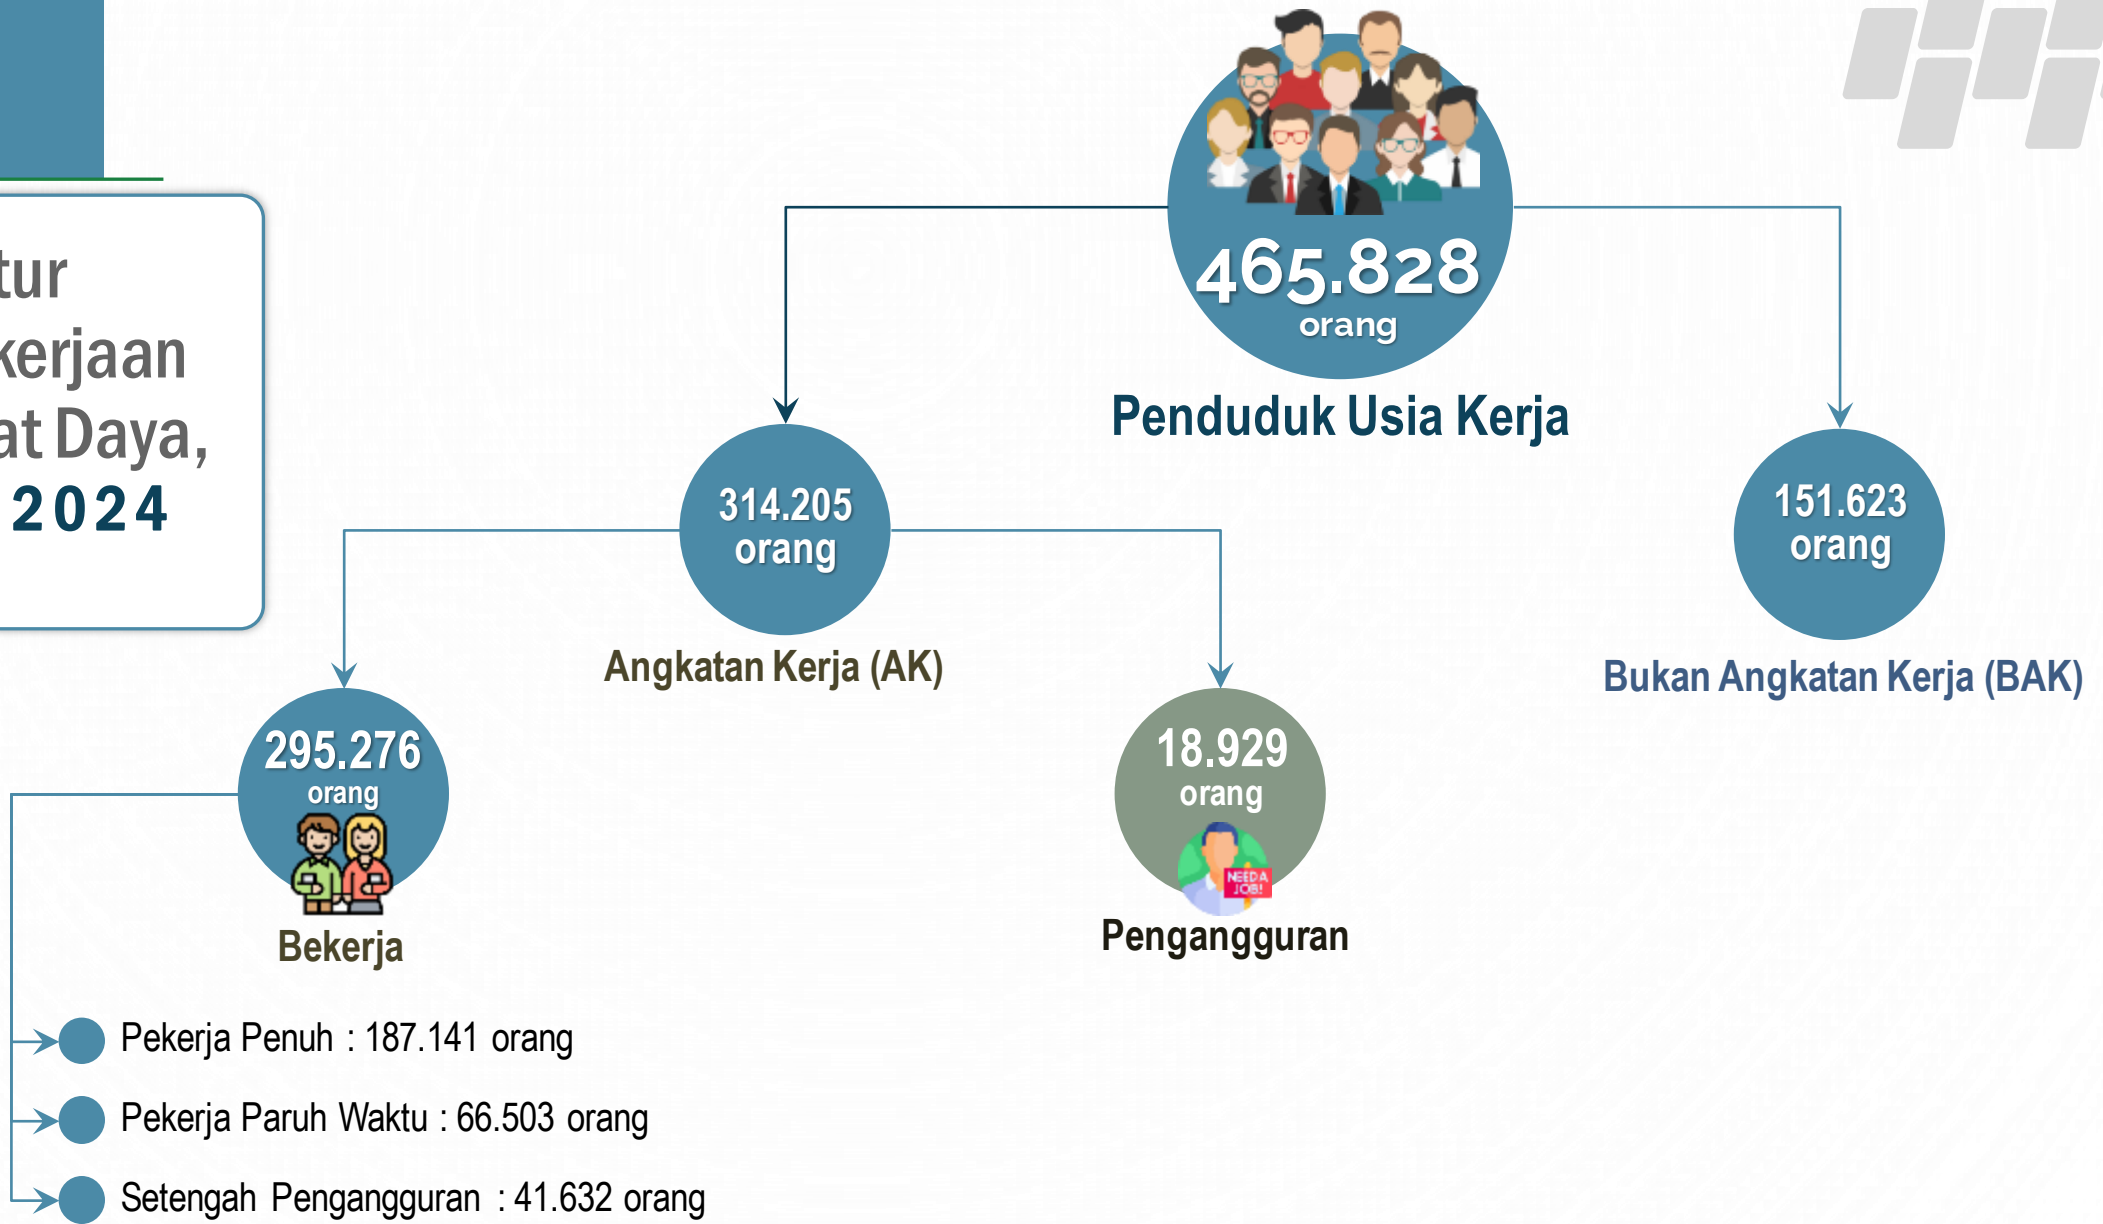 tur
kerjaan
at Daya,
2024
465.828
orang
Penduduk Usia Kerja
314.205
orang
Angkatan Kerja (AK)
151.623
orang
Bukan Angkatan Kerja (BAK)
295.276
orang
Bekerja
18.929
orang
NEED A
JOB!
Pengangguran
Pekerja Penuh : 187.141 orang
Pekerja Paruh Waktu : 66.503 orang
Setengah Pengangguran : 41.632 orang